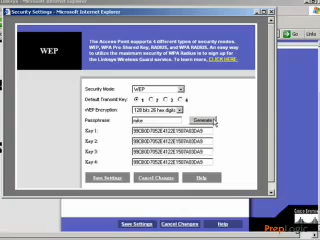 Security Settings - Microsoft Internet Explorer
WEP
The Access Point supports 4 different types of security modes.
WEP, WPA Pre-Shared Key, and WPA RADIUS. An easy way
to utilize the maximum security of WPA Radius is to sign up for
the Linksys Wireless Guard service. To learn more, CLICK HERE.
Security Mode: WEP
Default Transmit Key: 1 2 3 4
WEP Encryption: 128 bits 26 hex digits
Passphrase: mike Generate
Key 1:
Key 2:
Key 3:
Key 4:
Save Settings Cancel Changes Help
Save Settings Cancel Changes Help
PrepLogic
Go Links